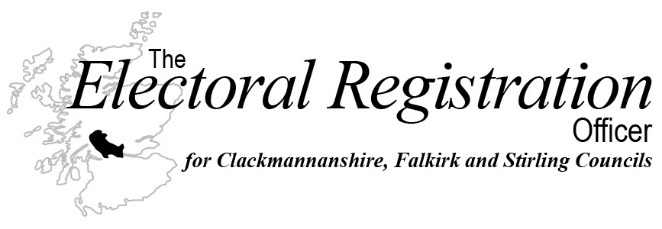 The
Electoral Registration
Officer
for Clackmannanshire, Falkirk and Stirling Councils